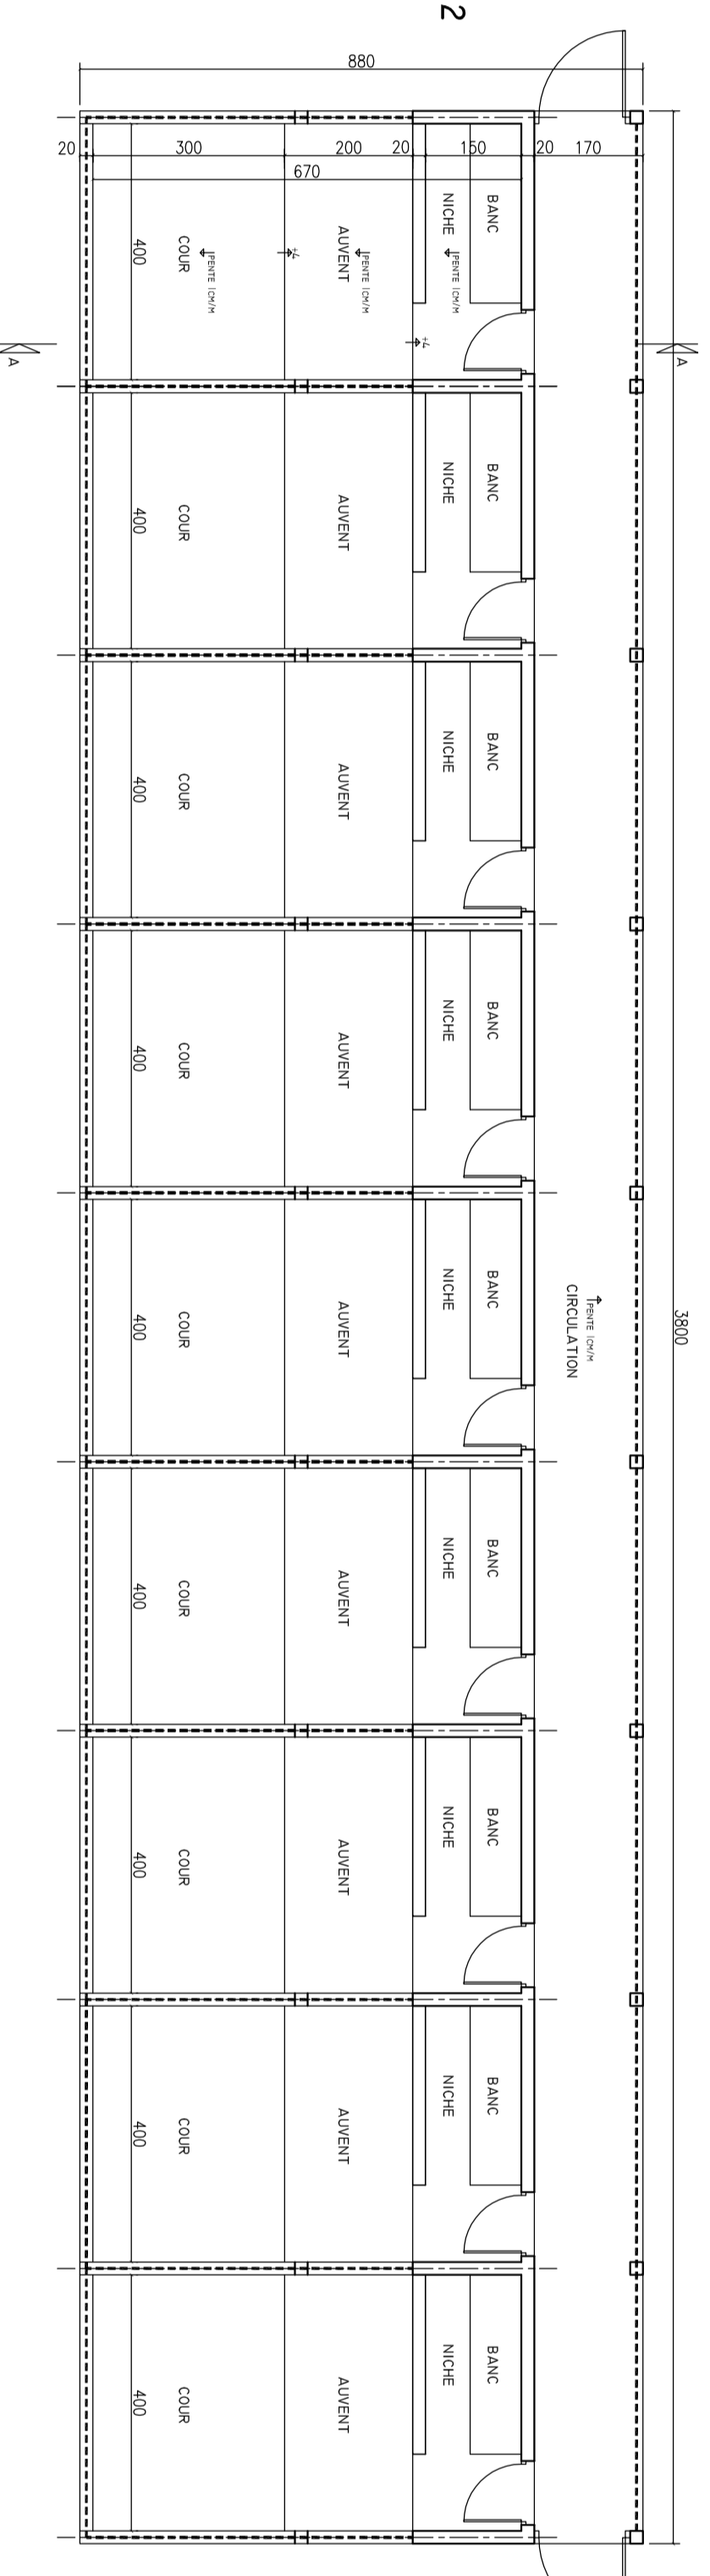 2
880
20
300
200
20
150
20
170
670
BANC
NICHE
AUVENT
COUR
400
PENTE 1CM/M
PENTE 1CM/M
PENTE 1CM/M
+4
+4
A
A
BANC
NICHE
AUVENT
COUR
400
BANC
NICHE
AUVENT
COUR
400
BANC
NICHE
AUVENT
COUR
400
3800
PENTE 1CM/M
CIRCULATION
BANC
NICHE
AUVENT
COUR
400
BANC
NICHE
AUVENT
COUR
400
BANC
NICHE
AUVENT
COUR
400
BANC
NICHE
AUVENT
COUR
400
BANC
NICHE
AUVENT
COUR
400